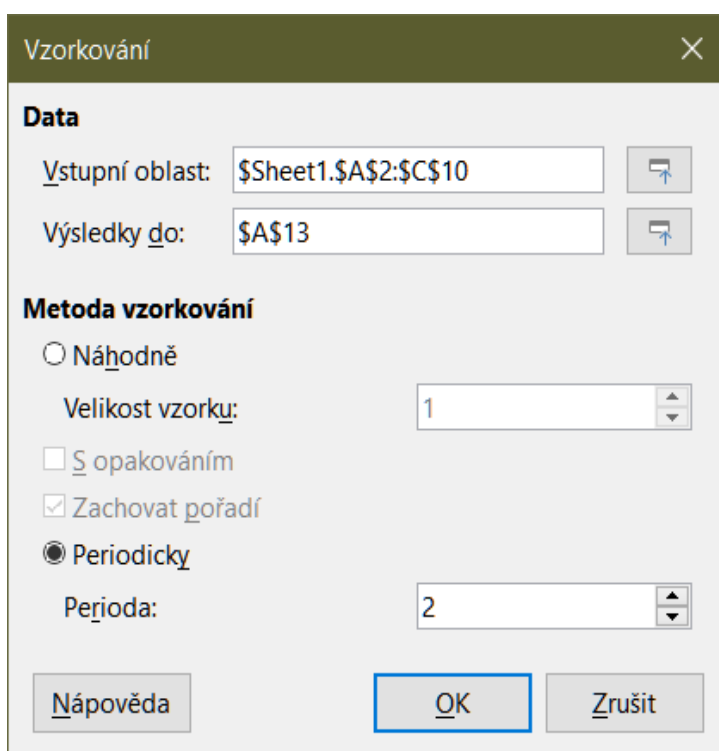 Vzorkování
Data
Vstupní oblast: $Sheet1.$A$2:$C$10
Výsledky do: $A$13
Metoda vzorkování
Náhodně
Velikost vzorku: 1
S opakováním
Zachovat pořadí
Periodicky
Perioda: 2
Nápověda OK Zrušit